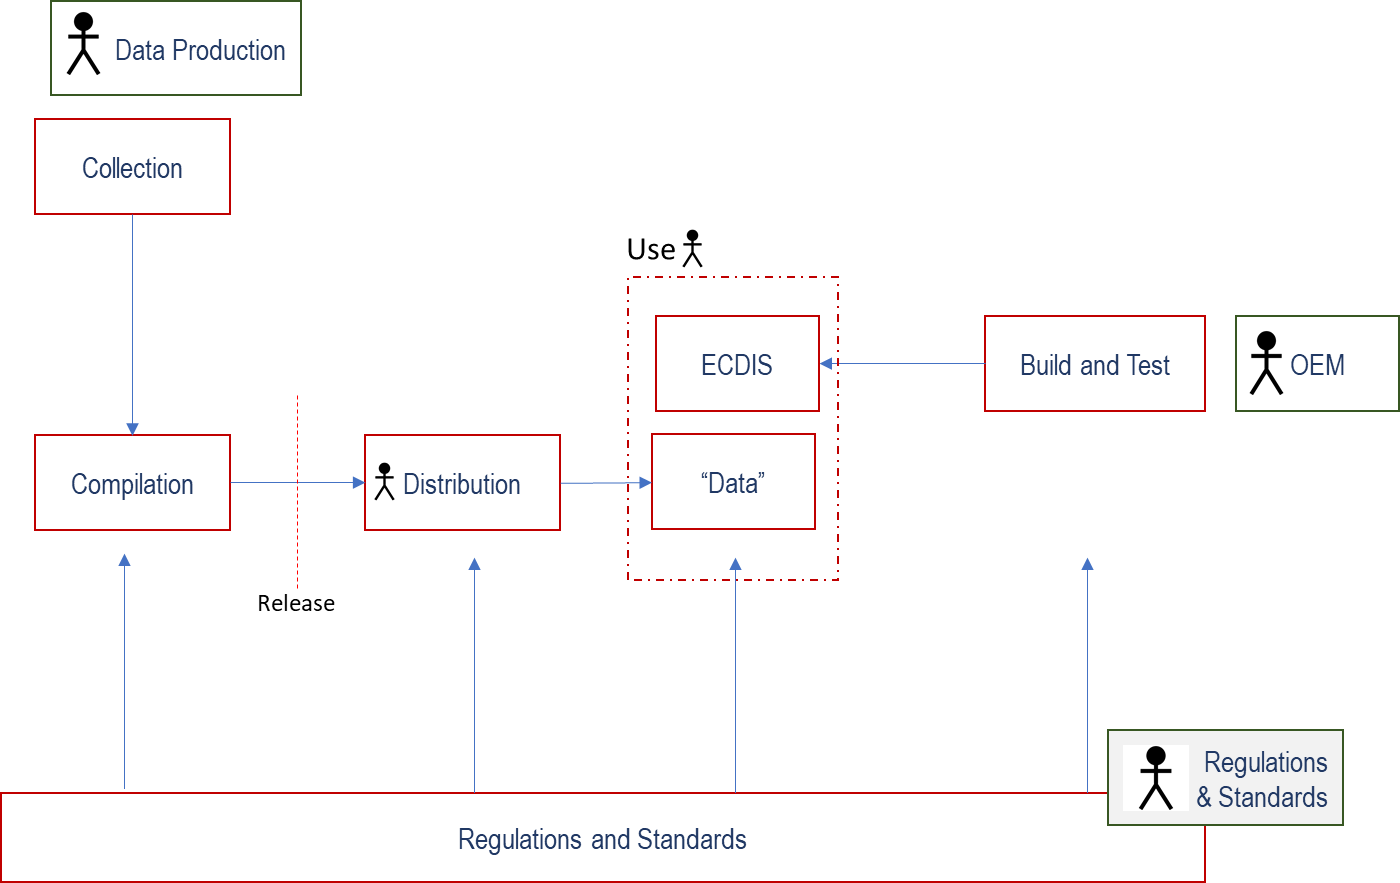 Data Production
Collection
Use
ECDIS
Build and Test
OEM
Compilation
Distribution
“Data”
Release
Regulations
& Standards
Regulations and Standards